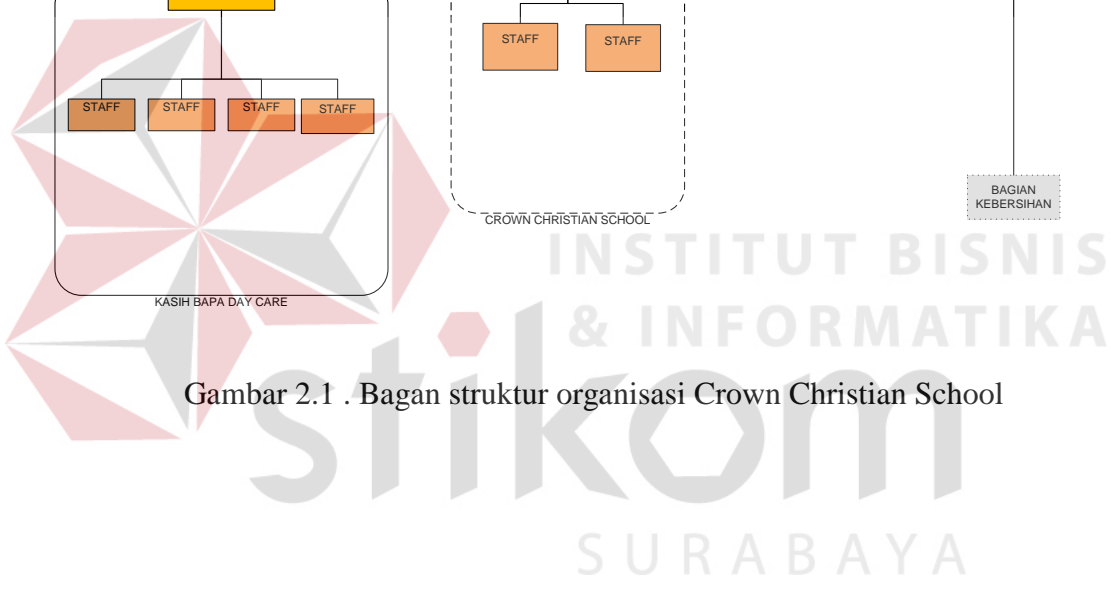 STAFF STAFF
STAFF STAFF STAFF STAFF
BAGIAN
KEBERSIHAN
CROWN CHRISTIAN SCHOOL
INSTITUT BISNIS
KASIH BAPA DAY CARE
& INFORMATIKA
Gambar 2.1 . Bagan struktur organisasi Crown Christian School
stikom
SURABAYA